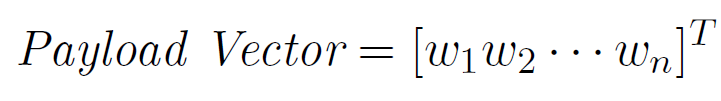 Payload Vector = [w₁w₂ ⋯ wₙ]ᵀ